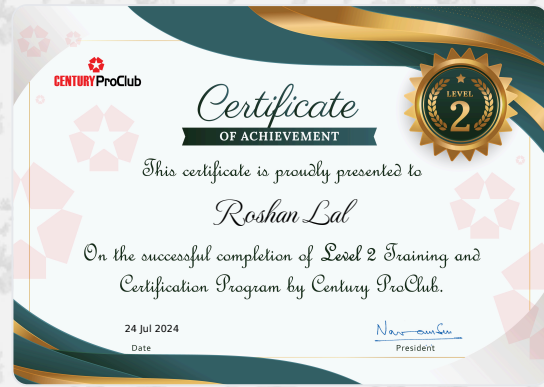 CENTURY ProClub
Certificate
OF ACHIEVEMENT
LEVEL
2
This certificate is proudly presented to
Roshan Lal
On the successful completion of Level 2 Training and
Certification Program by Century ProClub.
24 Jul 2024
Date
President